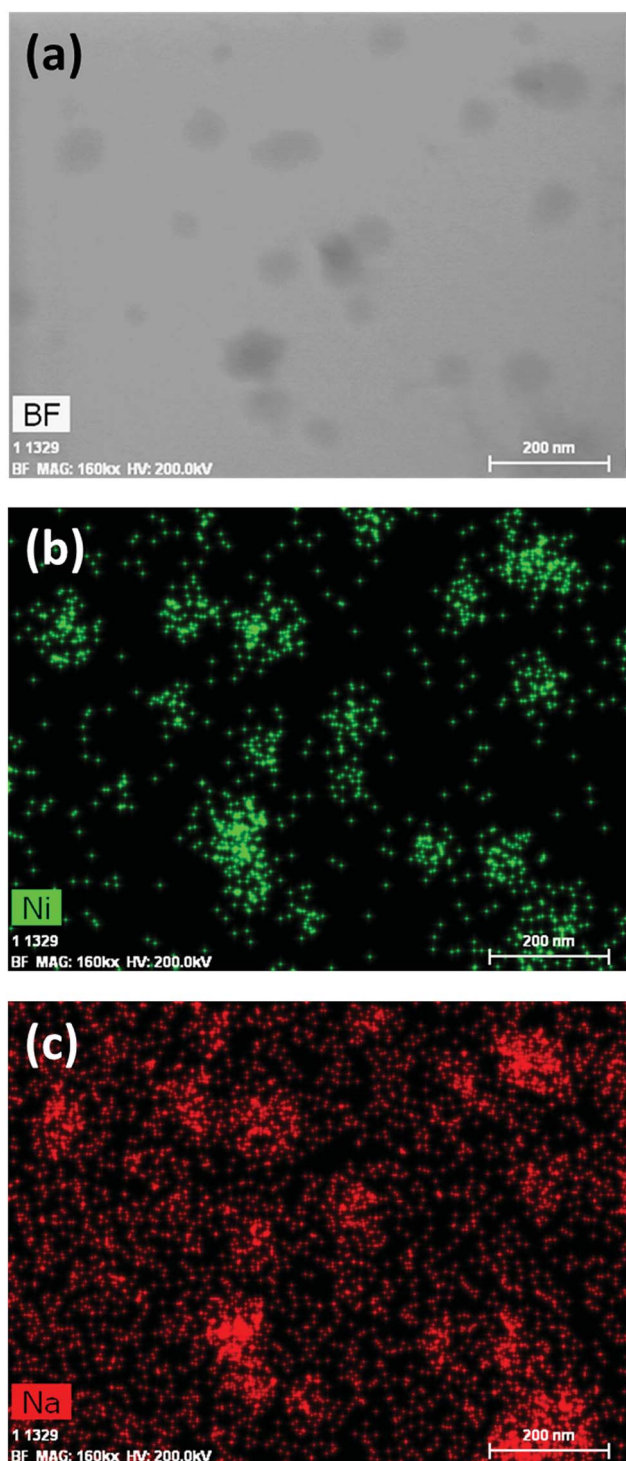 (a)
BF
1 1329
BF MAG: 160kx HV: 200.0kV
200 nm
(b)
Ni
1 1329
BF MAG: 160kx HV: 200.0kV
200 nm
(c)
Na
1 1329
BF MAG: 160kx HV: 200.0kV
200 nm